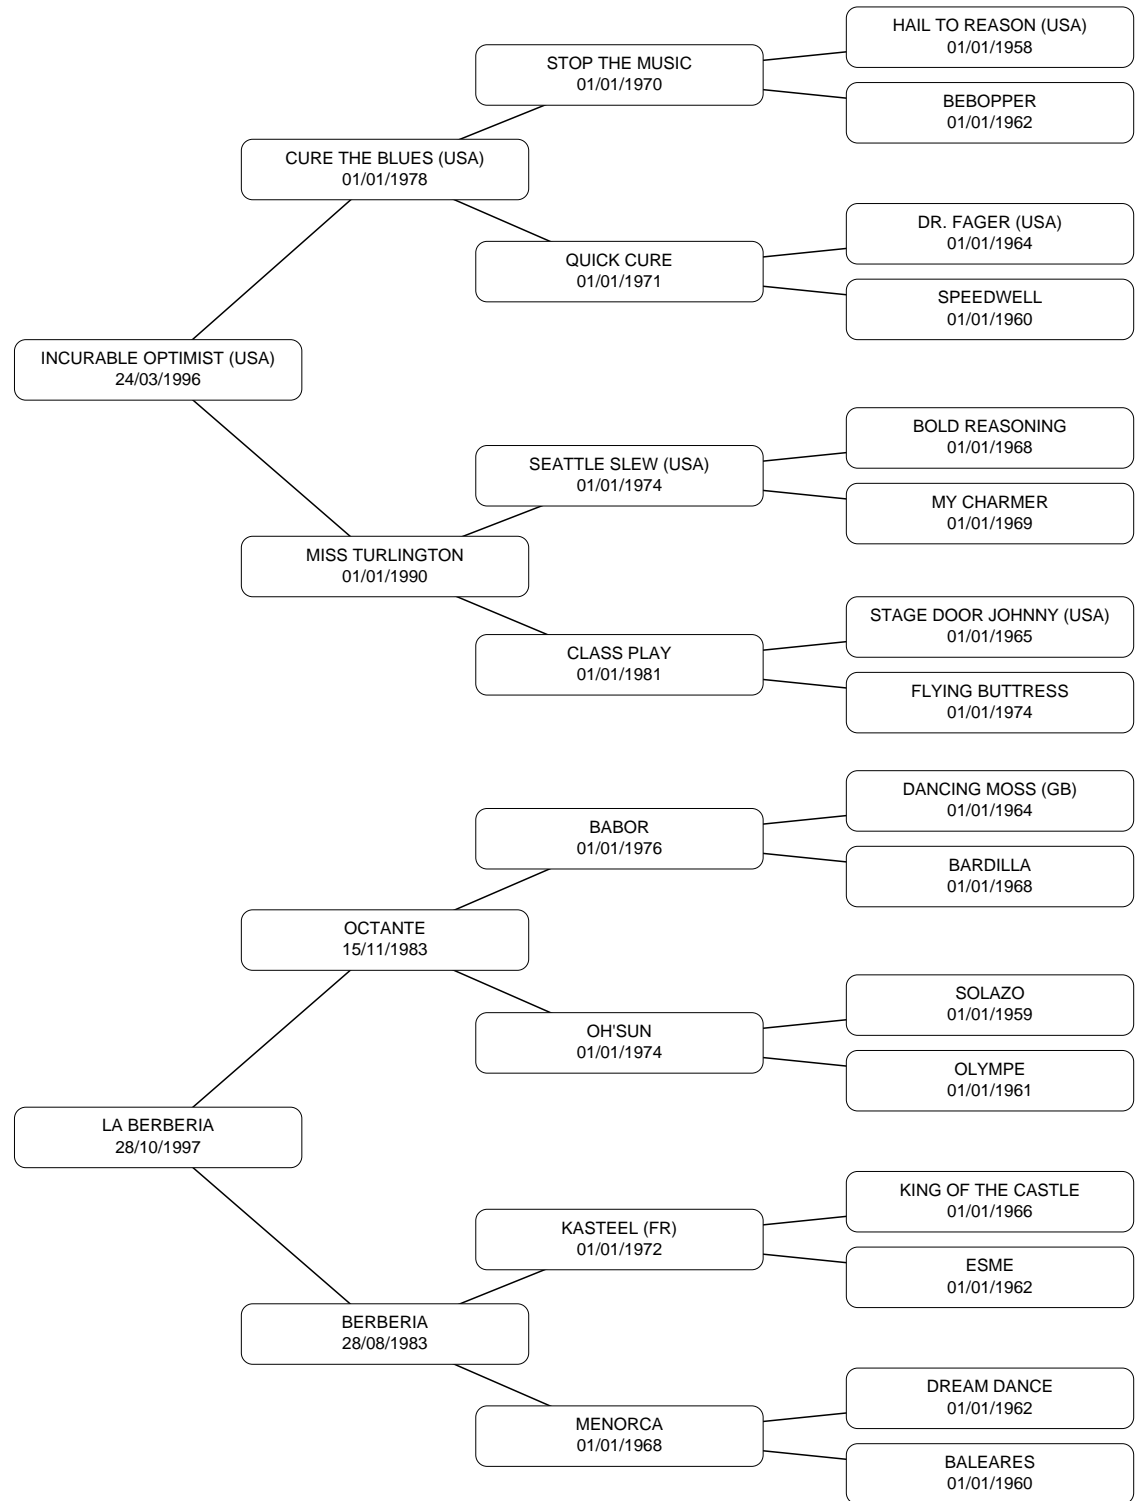 HAIL TO REASON (USA)
01/01/1958
STOP THE MUSIC
01/01/1970
BEBOPPER
01/01/1962
CURE THE BLUES (USA)
01/01/1978
DR. FAGER (USA)
01/01/1964
QUICK CURE
01/01/1971
SPEEDWELL
01/01/1960
INCURABLE OPTIMIST (USA)
24/03/1996
BOLD REASONING
01/01/1968
SEATTLE SLEW (USA)
01/01/1974
MY CHARMER
01/01/1969
MISS TURLINGTON
01/01/1990
STAGE DOOR JOHNNY (USA)
01/01/1965
CLASS PLAY
01/01/1981
FLYING BUTTRESS
01/01/1974
DANCING MOSS (GB)
01/01/1964
BABOR
01/01/1976
BARDILLA
01/01/1968
OCTANTE
15/11/1983
SOLAZO
01/01/1959
OH'SUN
01/01/1974
OLYMPE
01/01/1961
LA BERBERIA
28/10/1997
KING OF THE CASTLE
01/01/1966
KASTEEL (FR)
01/01/1972
ESME
01/01/1962
BERBERIA
28/08/1983
DREAM DANCE
01/01/1962
MENORCA
01/01/1968
BALEARES
01/01/1960